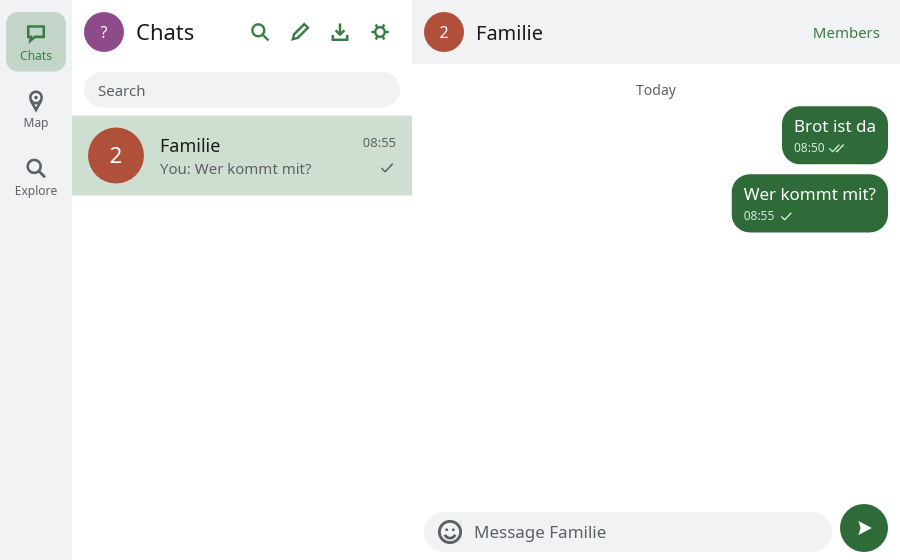 Chats
Map
Explore
?
Chats
Search
2
Familie
08:55
You: Wer kommt mit?
2
Familie
Members
Today
Brot ist da
08:50
Wer kommt mit?
08:55
Message Familie